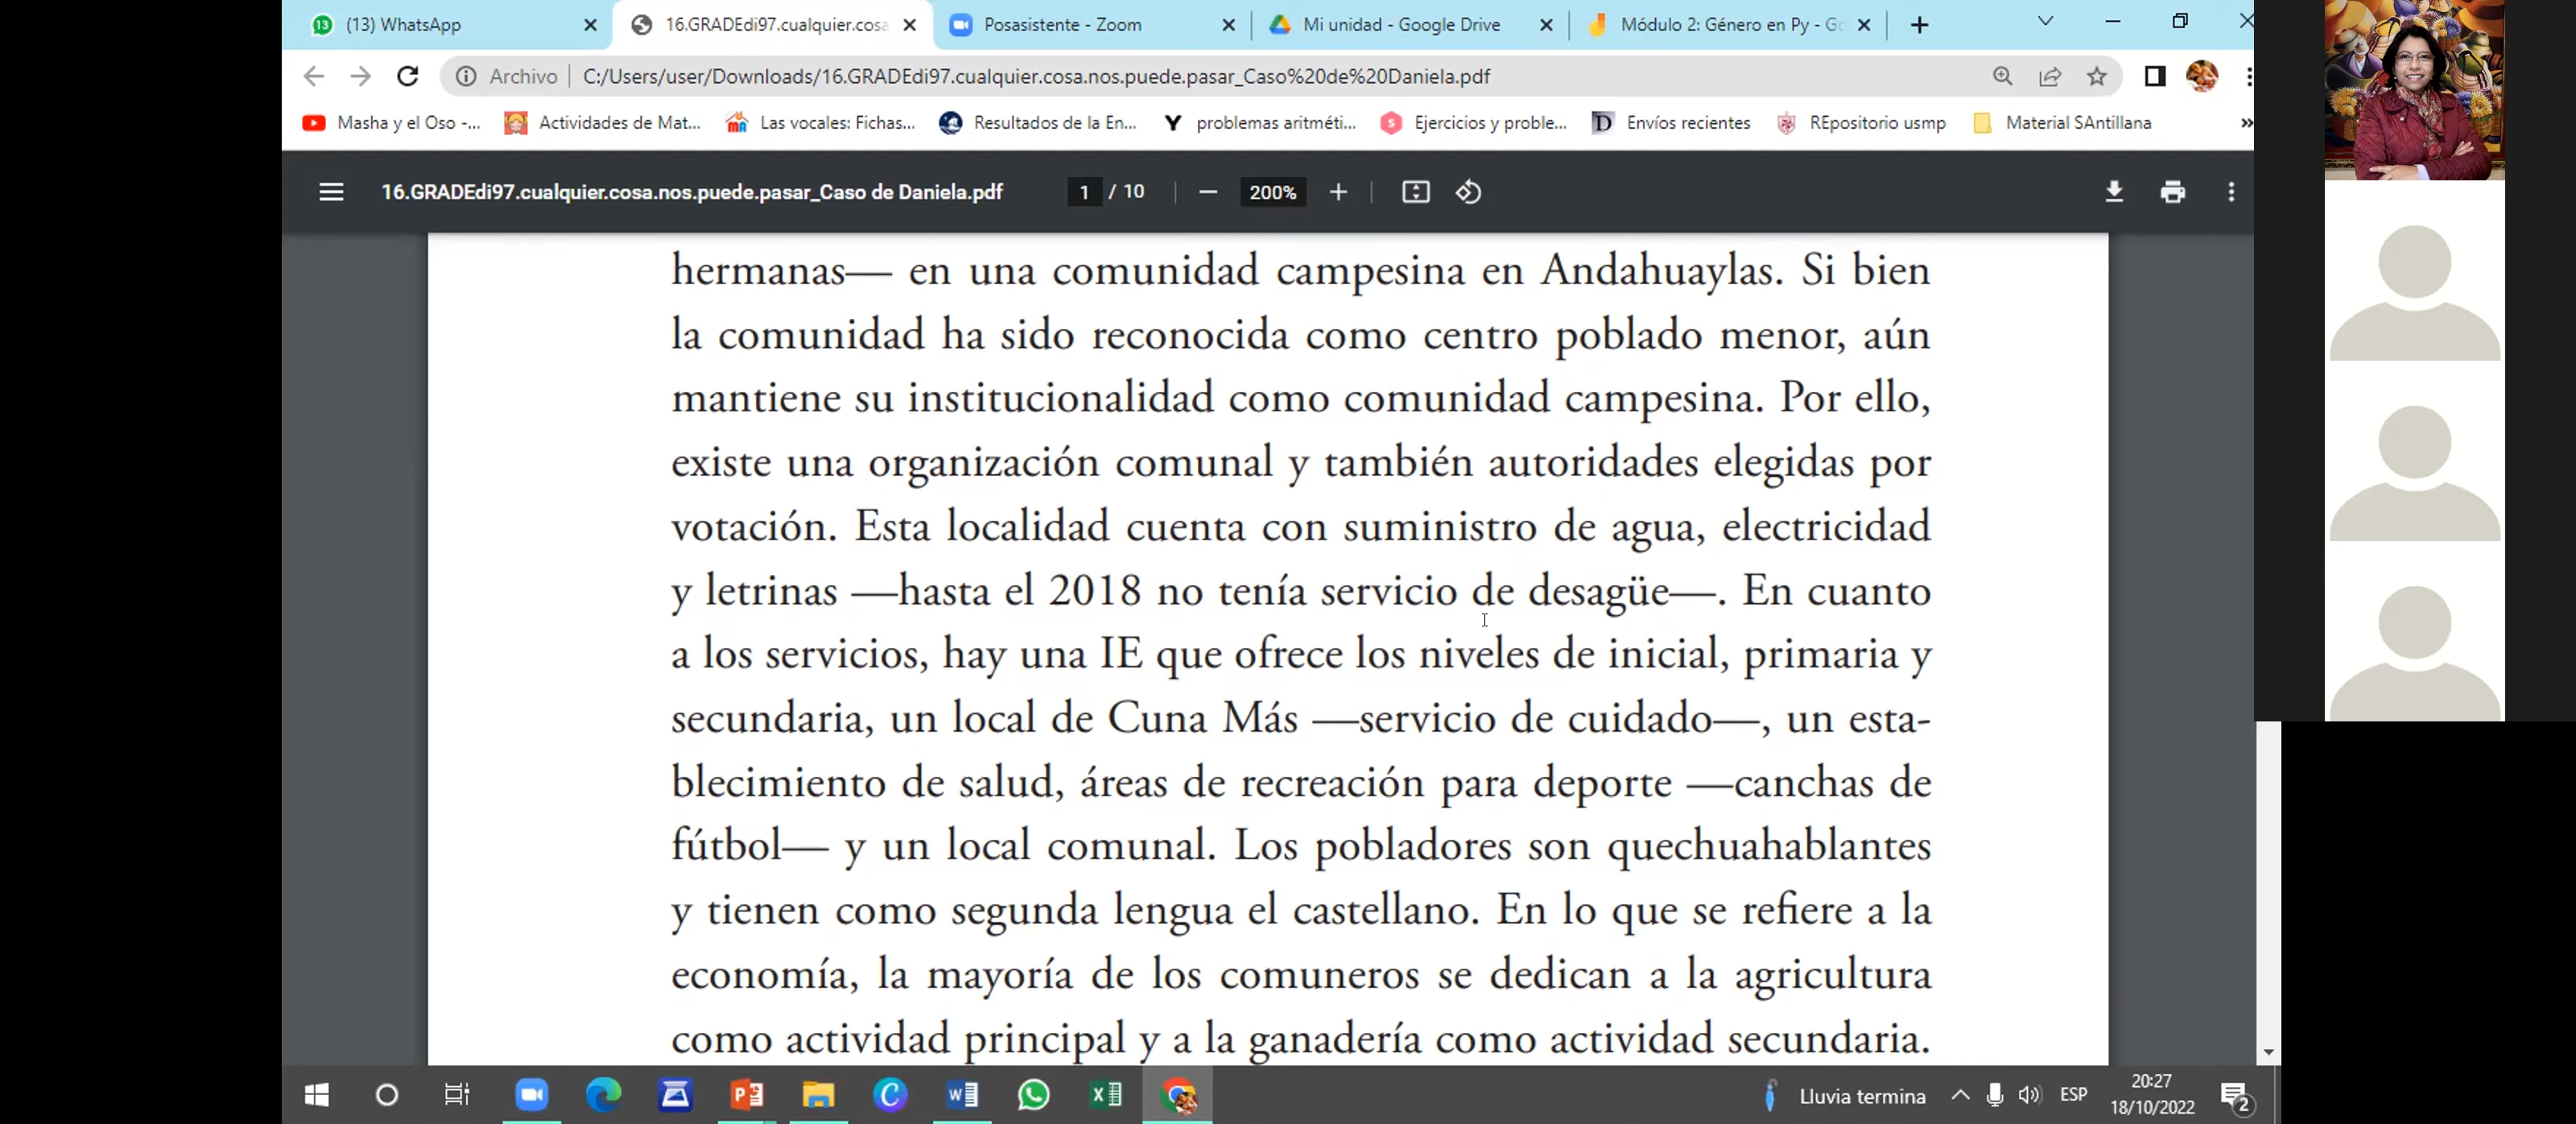 (13) WhatsApp
16.GRADEdi97.cualquier.cosa
Posasistente - Zoom
Mi unidad - Google Drive
Módulo 2: Género en Py - Go
Archivo
C:/Users/user/Downloads/16.GRADEdi97.cualquier.cosa.nos.puede.pasar_Caso%20de%20Daniela.pdf
Masha y el Oso -...
Actividades de Mat...
Las vocales: Fichas...
Resultados de la En...
problemas aritméti...
Ejercicios y proble...
Envíos recientes
REpositorio usmp
Material SAntillana
16.GRADEdi97.cualquier.cosa.nos.puede.pasar_Caso de Daniela.pdf
1 / 10
200%
hermanas— en una comunidad campesina en Andahuaylas. Si bien
la comunidad ha sido reconocida como centro poblado menor, aún
mantiene su institucionalidad como comunidad campesina. Por ello,
existe una organización comunal y también autoridades elegidas por
votación. Esta localidad cuenta con suministro de agua, electricidad
y letrinas —hasta el 2018 no tenía servicio de desagüe—. En cuanto
a los servicios, hay una IE que ofrece los niveles de inicial, primaria y
secundaria, un local de Cuna Más —servicio de cuidado—, un esta-
blecimiento de salud, áreas de recreación para deporte —canchas de
fútbol— y un local comunal. Los pobladores son quechuahablantes
y tienen como segunda lengua el castellano. En lo que se refiere a la
economía, la mayoría de los comuneros se dedican a la agricultura
como actividad principal y a la ganadería como actividad secundaria.
Lluvia termina
ESP
20:27
18/10/2022
2